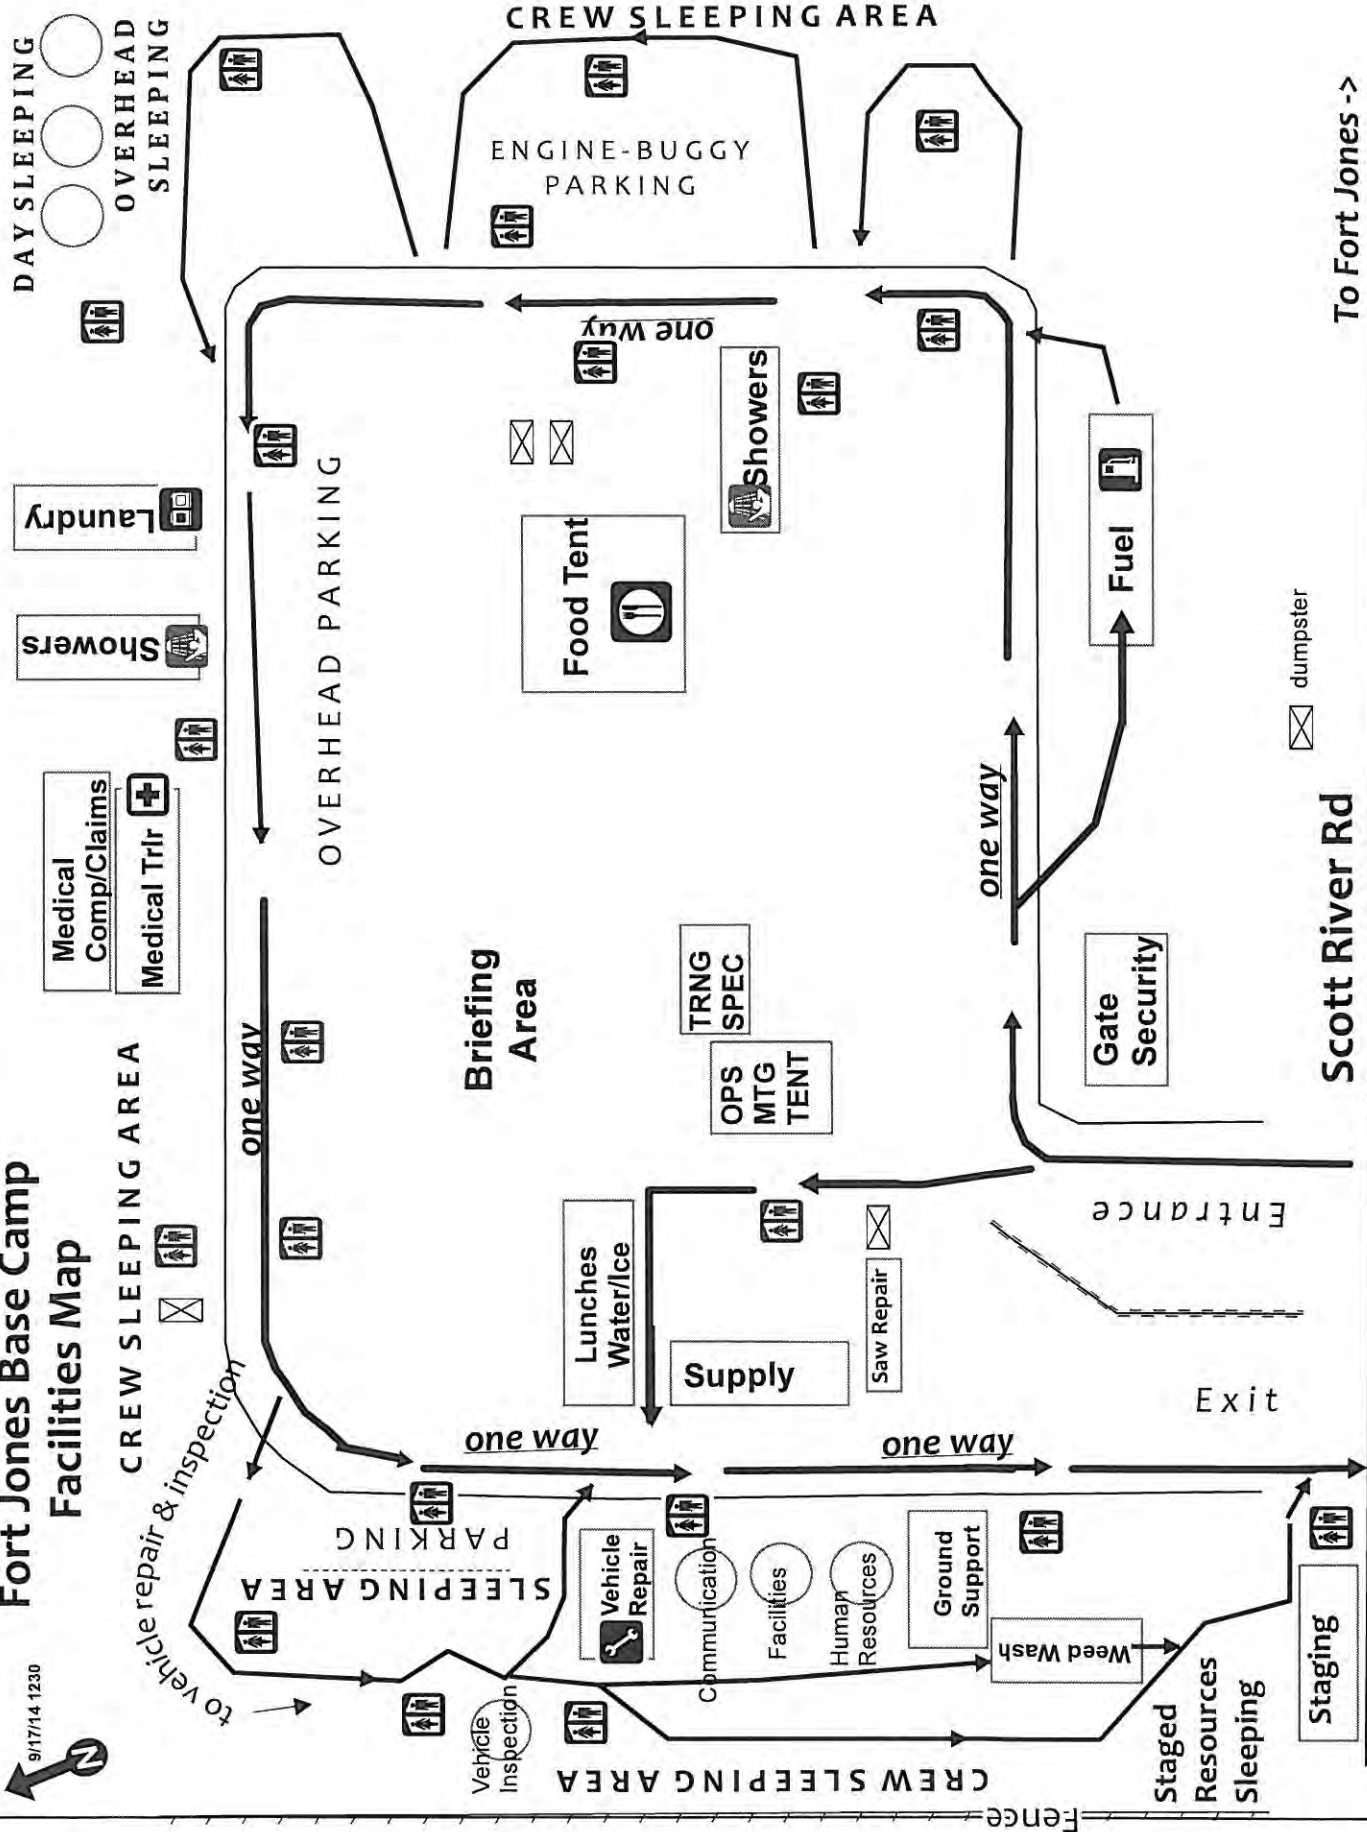 Fort Jones Base Camp
Facilities Map
9/17/14 1230
N
CREW SLEEPING AREA
Medical
Comp/Claims
Medical Trlr
Showers
Laundry
DAY SLEEPING
OVERHEAD
SLEEPING
to vehicle repair & inspection
one way
OVERHEAD PARKING
Briefing
Area
Food Tent
one way
ENGINE-BUGGY
PARKING
CREW SLEEPING AREA
Showers
TRNG
SPEC
OPS
MTG
TENT
Lunches
Water/Ice
Supply
Saw Repair
one way
one way
PARKING
SLEEPING AREA
Vehicle
Repair
Communication
Facilities
Human
Resources
Ground
Support
Weed Wash
Vehicle
Inspection
CREW SLEEPING AREA
Fence
Staged
Resources
Sleeping
Staging
Exit
Entrance
Gate
Security
one way
Fuel
dumpster
Scott River Rd
To Fort Jones ->